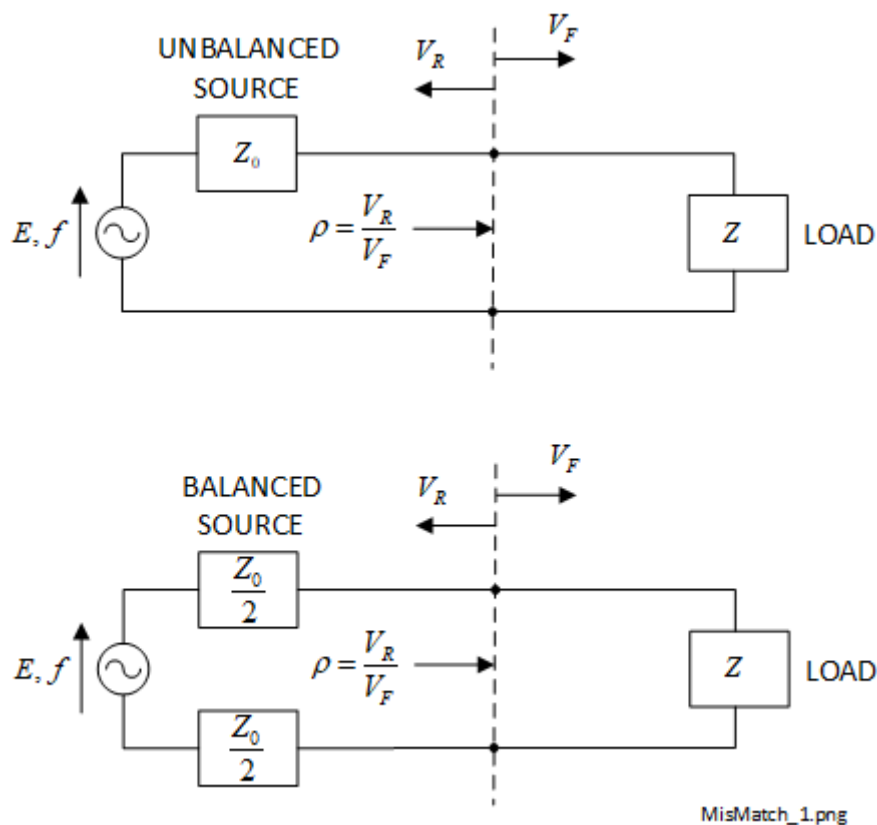 UNBALANCED
SOURCE
V_R
V_F
Z_0
E, f
ρ = V_R / V_F
Z
LOAD
BALANCED
SOURCE
V_R
V_F
Z_0 / 2
E, f
ρ = V_R / V_F
Z
LOAD
Z_0 / 2
MisMatch_1.png